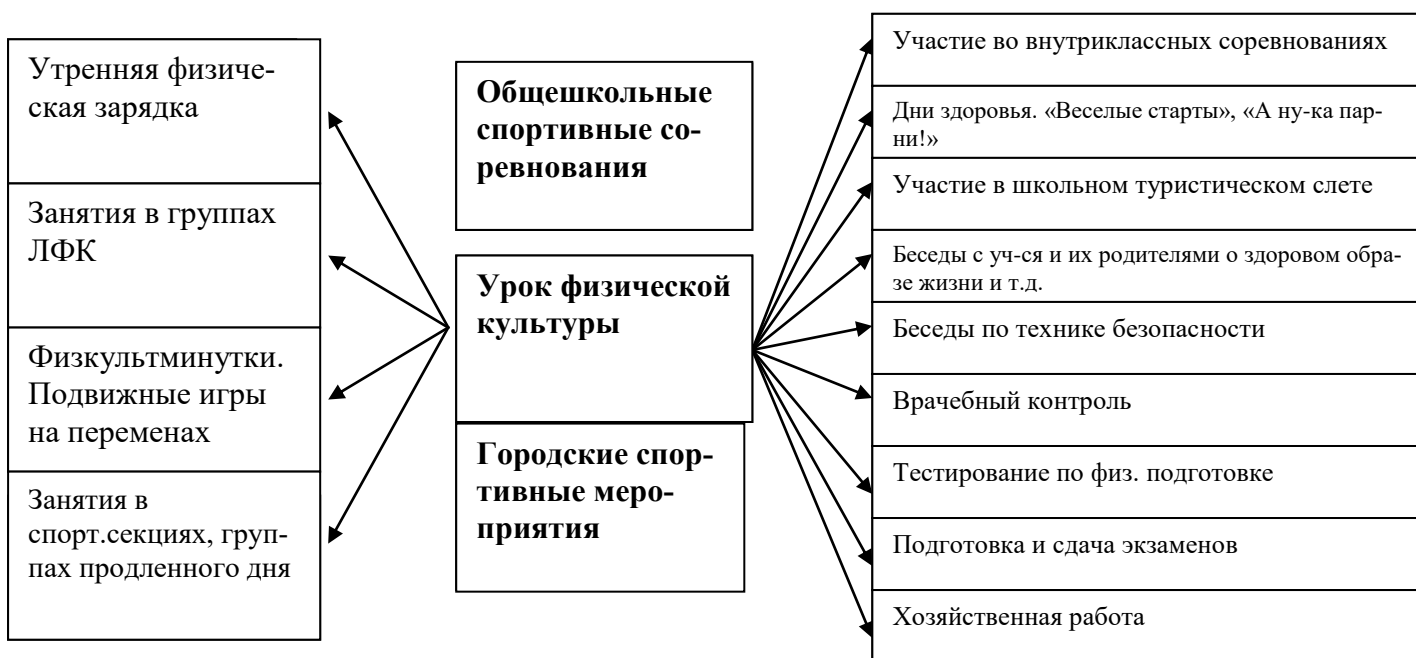 Утренняя физиче-
ская зарядка
Занятия в группах
ЛФК
Физкультминутки.
Подвижные игры
на переменах
Занятия в
спорт.секциях, груп-
пах продленного дня
Общешкольные
спортивные со-
ревнования
Урок физической
культуры
Городские спор-
тивные меро-
приятия
Участие во внутриклассных соревнованиях
Дни здоровья. «Веселые старты», «А ну-ка пар-
ни!»
Участие в школьном туристическом слете
Беседы с уч-ся и их родителями о здоровом обра-
зе жизни и т.д.
Беседы по технике безопасности
Врачебный контроль
Тестирование по физ. подготовке
Подготовка и сдача экзаменов
Хозяйственная работа